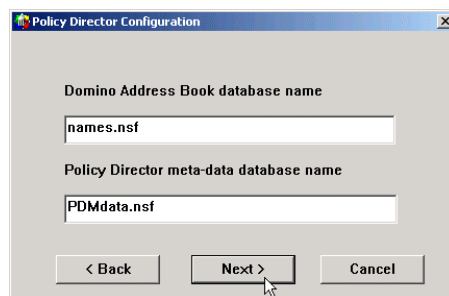 Policy Director Configuration
Domino Address Book database name
names.nsf
Policy Director meta-data database name
PDMdata.nsf
< Back Next > Cancel